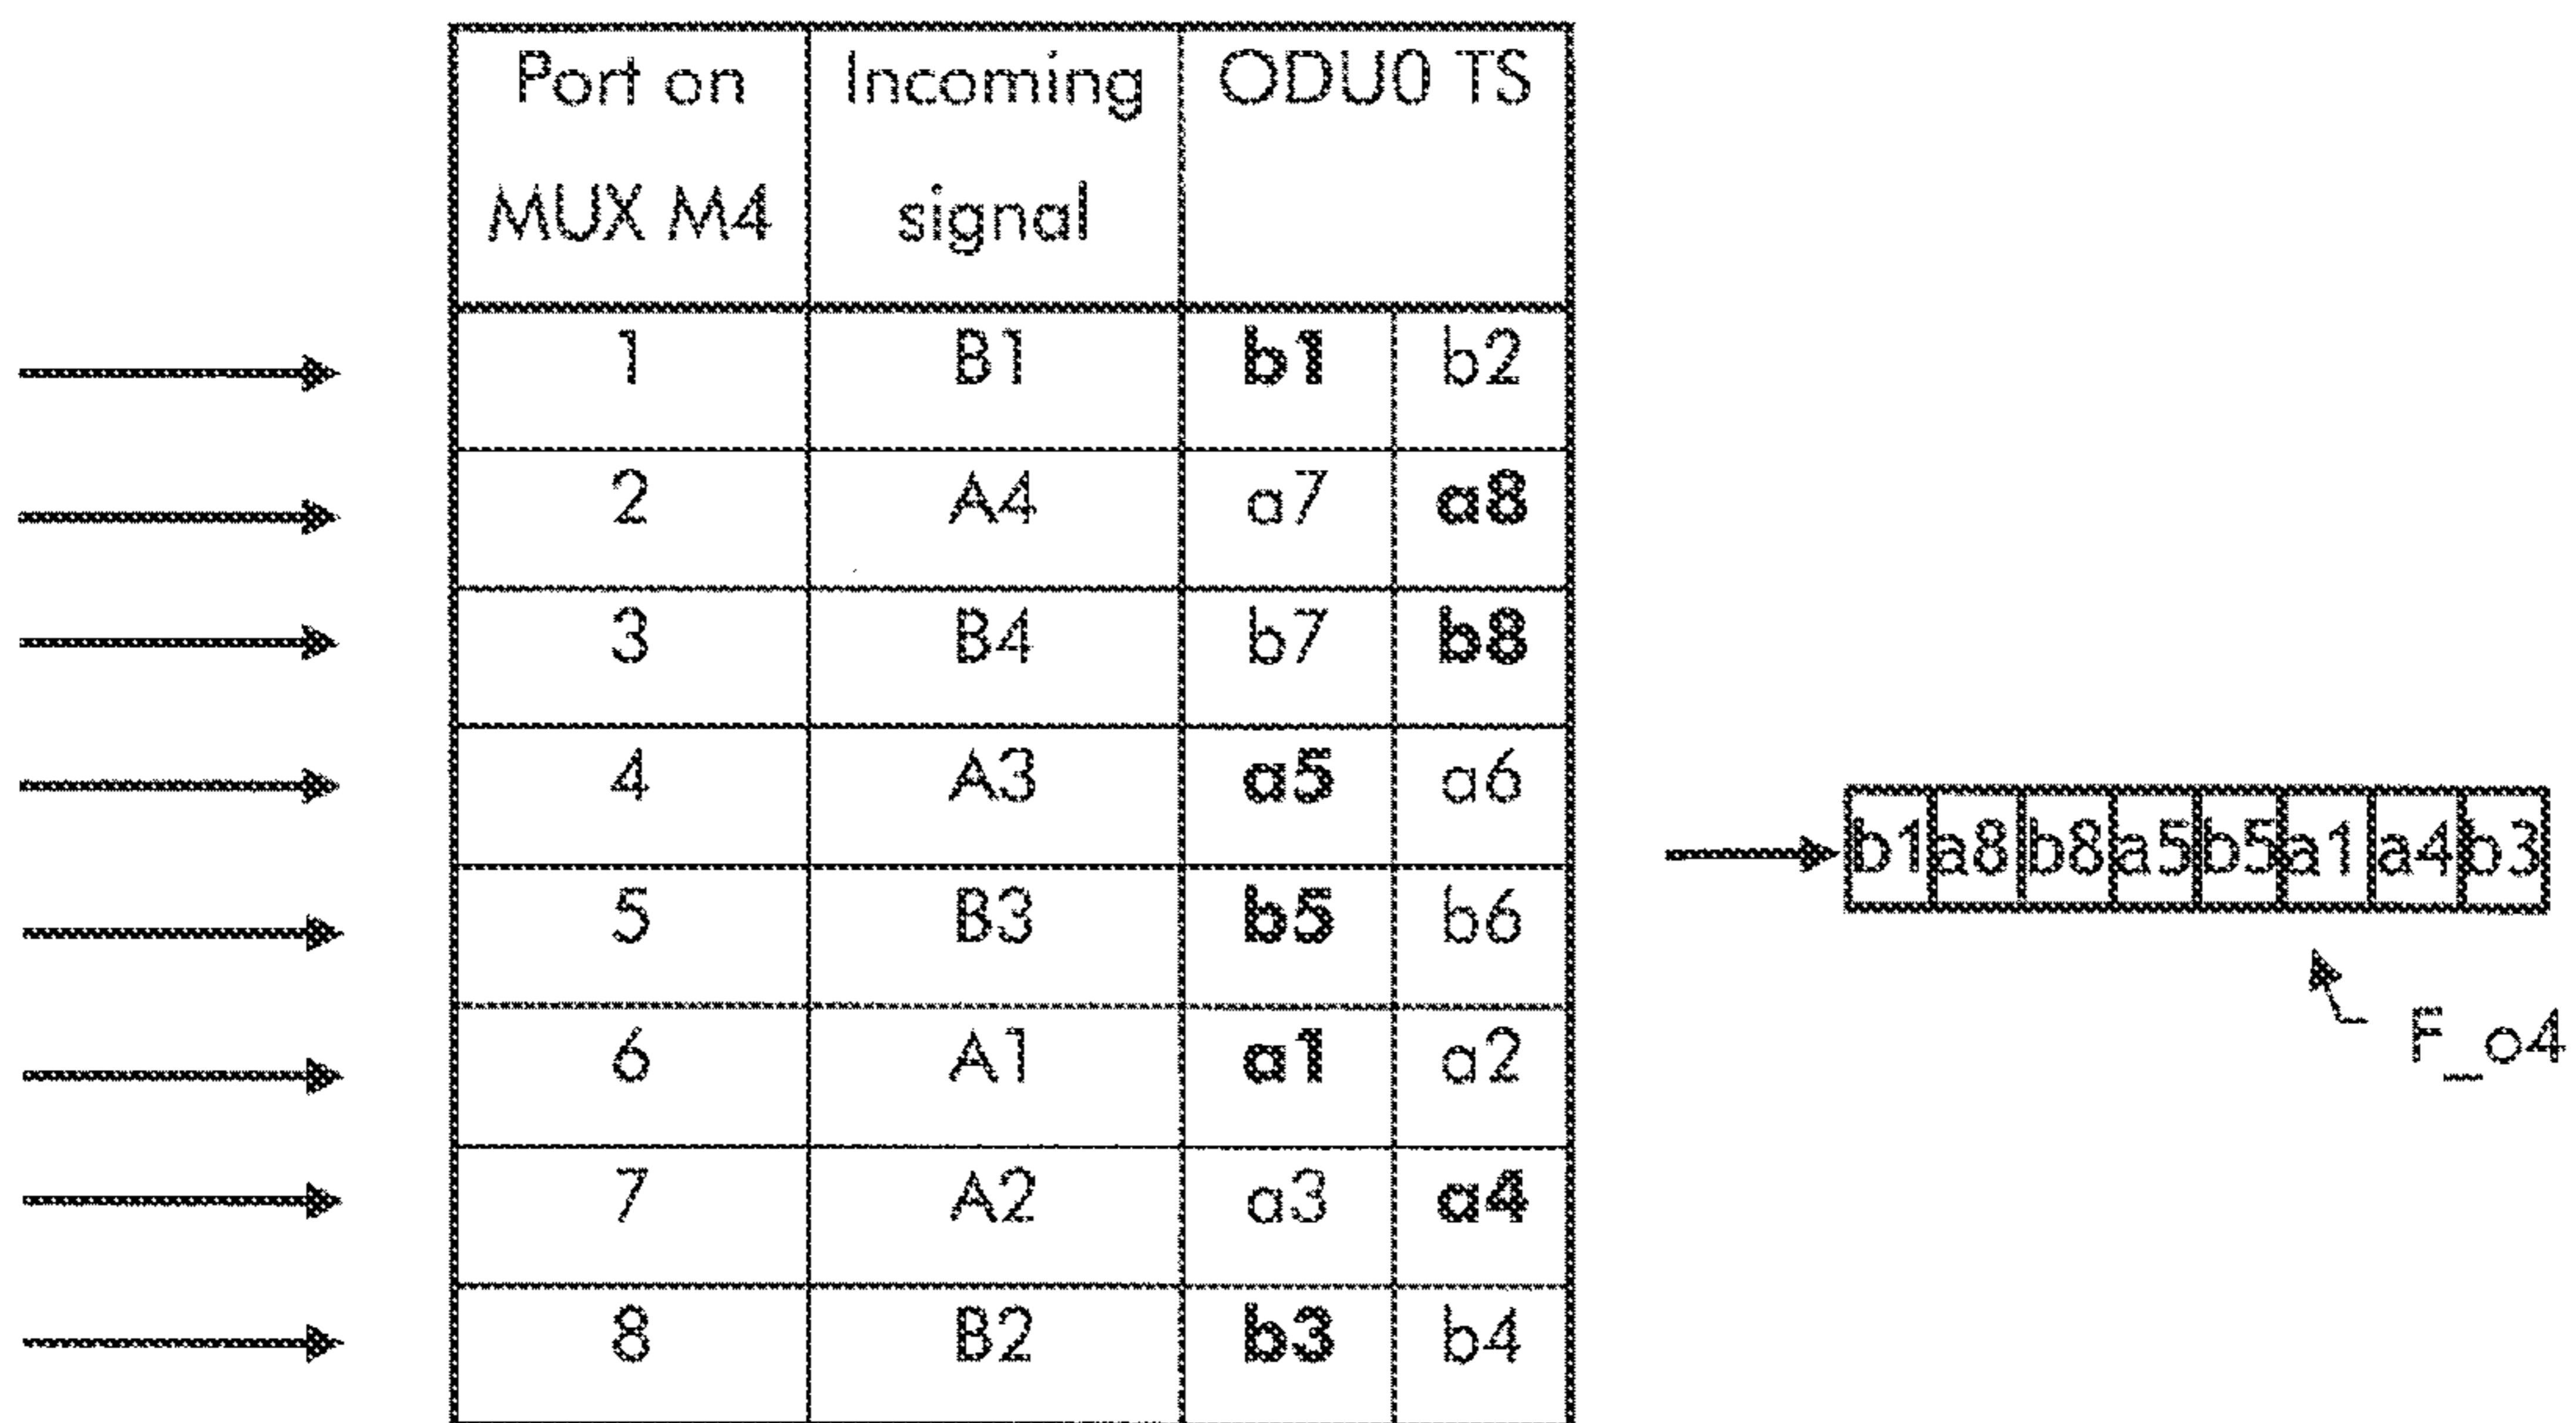 Port on MUX M4 Incoming signal ODU0 TS
1 B1 b1 b2
2 A4 a7 a8
3 B4 b7 b8
4 A3 a5 a6
5 B3 b5 b6
6 A1 a1 a2
7 A2 a3 a4
8 B2 b3 b4
b1 a8 b8 a5 b5 a1 a4 b3
F_o4